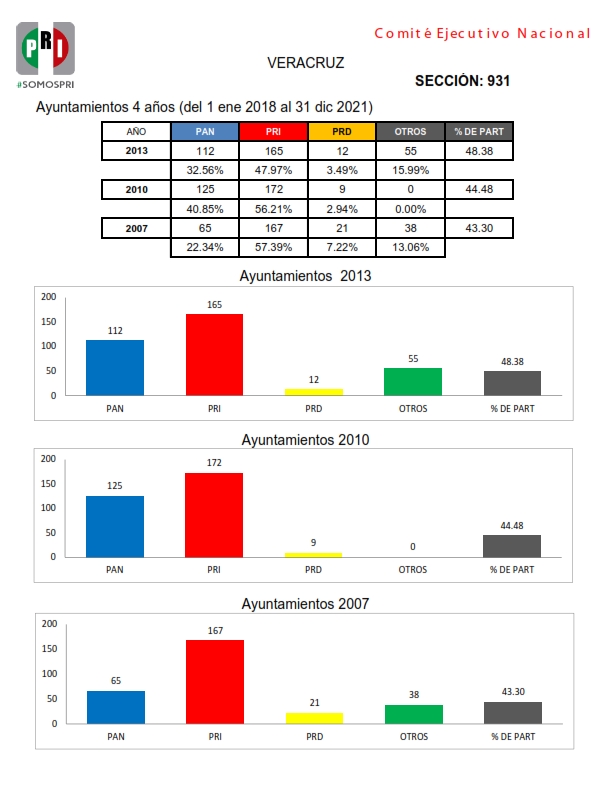 Comité Ejecutivo Nacional
PRI
#SOMOSPRI
VERACRUZ
SECCIÓN: 931
Ayuntamientos 4 años (del 1 ene 2018 al 31 dic 2021)
AÑO PAN PRI PRD OTROS % DE PART
2013 112 165 12 55 48.38
32.56% 47.97% 3.49% 15.99%
2010 125 172 9 0 44.48
40.85% 56.21% 2.94% 0.00%
2007 65 167 21 38 43.30
22.34% 57.39% 7.22% 13.06%
Ayuntamientos 2013
200
150
100
50
0
112 165 12 55 48.38
PAN PRI PRD OTROS % DE PART
Ayuntamientos 2010
200
150
100
50
0
125 172 9 0 44.48
PAN PRI PRD OTROS % DE PART
Ayuntamientos 2007
200
150
100
50
0
65 167 21 38 43.30
PAN PRI PRD OTROS % DE PART